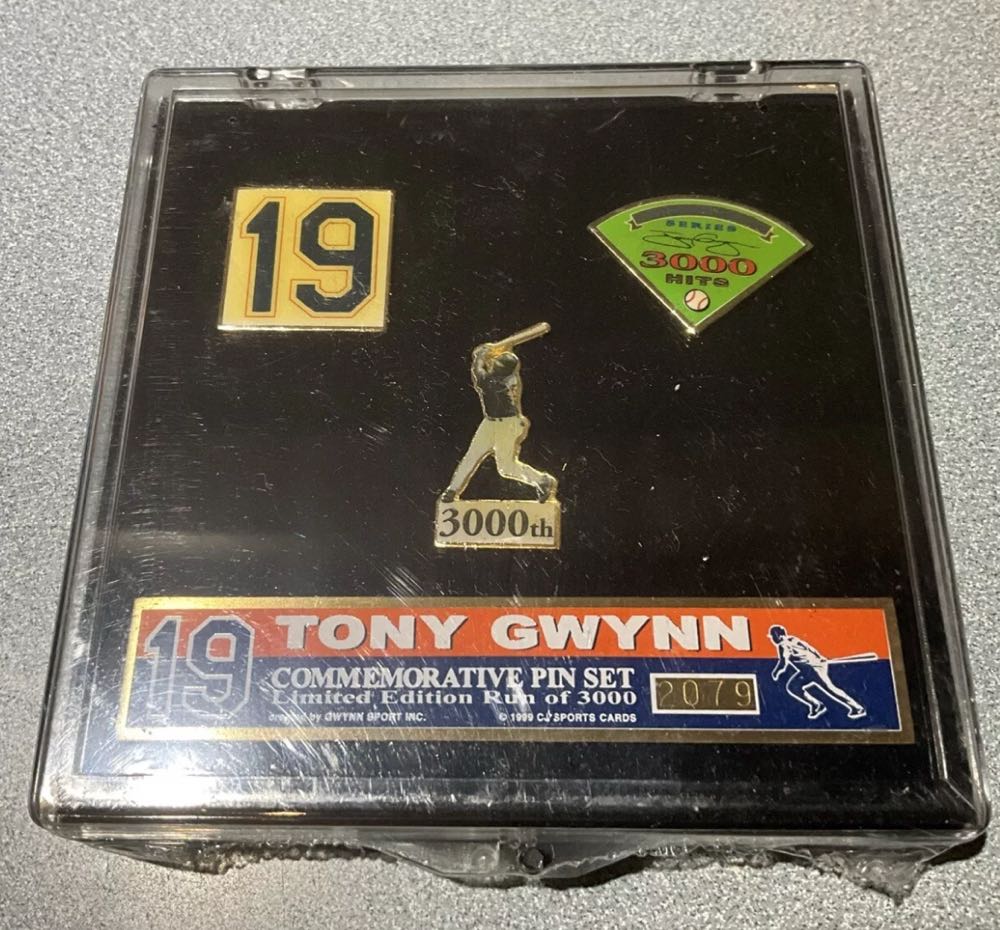 19
SERIES
3000
HITS
3000th
19 TONY GWYNN
COMMEMORATIVE PIN SET
Limited Edition Run of 3000
2079
created by GWYNN SPORT INC. © 1999 CJ SPORTS CARDS